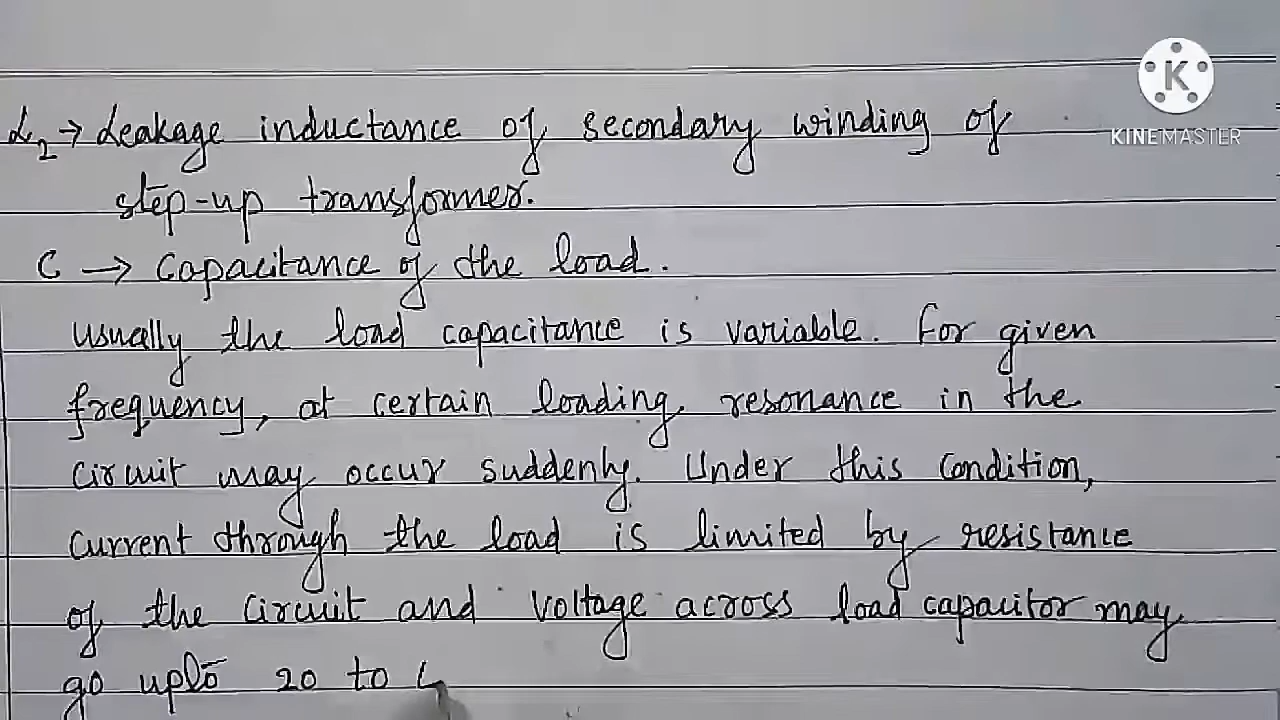 L₂ → Leakage inductance of secondary winding of
step-up transformer.
C → Capacitance of the load.
Usually the load capacitance is variable. For given
frequency, at certain loading, resonance in the
circuit may occur suddenly. Under this condition,
current through the load is limited by resistance
of the circuit and voltage across load capacitor may
go upto 20 to
KINEMASTER